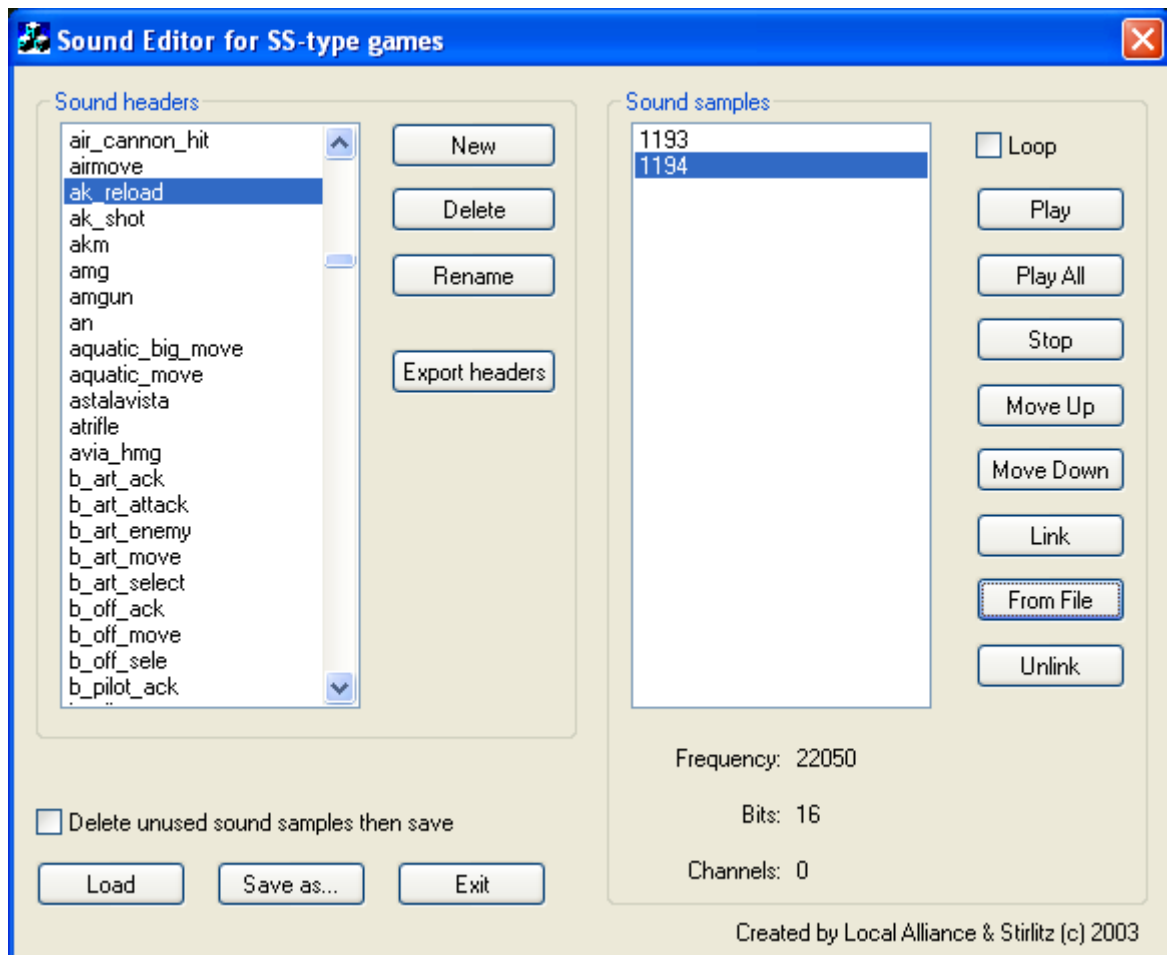 Sound Editor for SS-type games
Sound headers
air_cannon_hit
airmove
ak_reload
ak_shot
akm
amg
amgun
an
aquatic_big_move
aquatic_move
astalavista
atrifle
avia_hmg
b_art_ack
b_art_attack
b_art_enemy
b_art_move
b_art_select
b_off_ack
b_off_move
b_off_sele
b_pilot_ack
New
Delete
Rename
Export headers
Sound samples
1193
1194
Loop
Play
Play All
Stop
Move Up
Move Down
Link
From File
Unlink
Frequency: 22050
Bits: 16
Channels: 0
Delete unused sound samples then save
Load
Save as...
Exit
Created by Local Alliance & Stirlitz (c) 2003